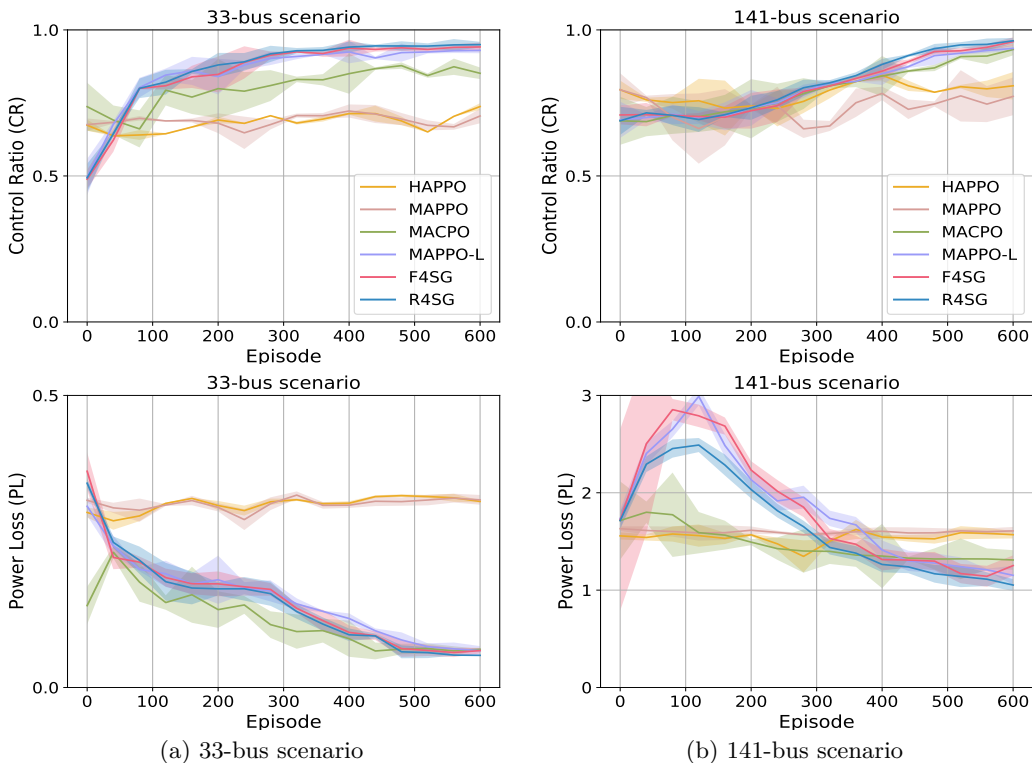 33-bus scenario
Control Ratio (CR)
1.0
0.5
0.0
HAPPO
MAPPO
MACPO
MAPPO-L
F4SG
R4SG
0 100 200 300 400 500 600
Episode
141-bus scenario
Control Ratio (CR)
1.0
0.5
0.0
HAPPO
MAPPO
MACPO
MAPPO-L
F4SG
R4SG
0 100 200 300 400 500 600
Episode
33-bus scenario
Power Loss (PL)
0.5
0.0
0 100 200 300 400 500 600
Episode
(a) 33-bus scenario
141-bus scenario
Power Loss (PL)
3
2
1
0
0 100 200 300 400 500 600
Episode
(b) 141-bus scenario